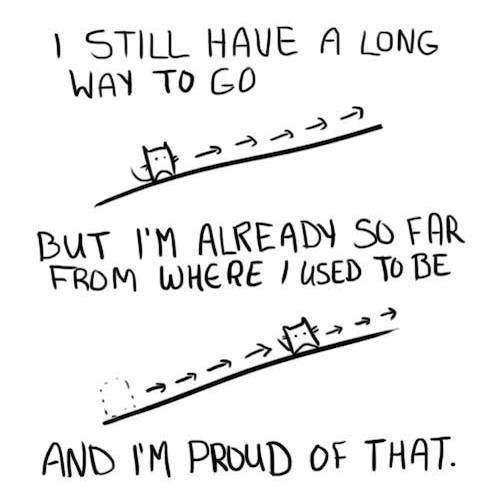 I STILL HAVE A LONG
WAY TO GO
BUT I'M ALREADY SO FAR
FROM WHERE I USED TO BE
AND I'M PROUD OF THAT.